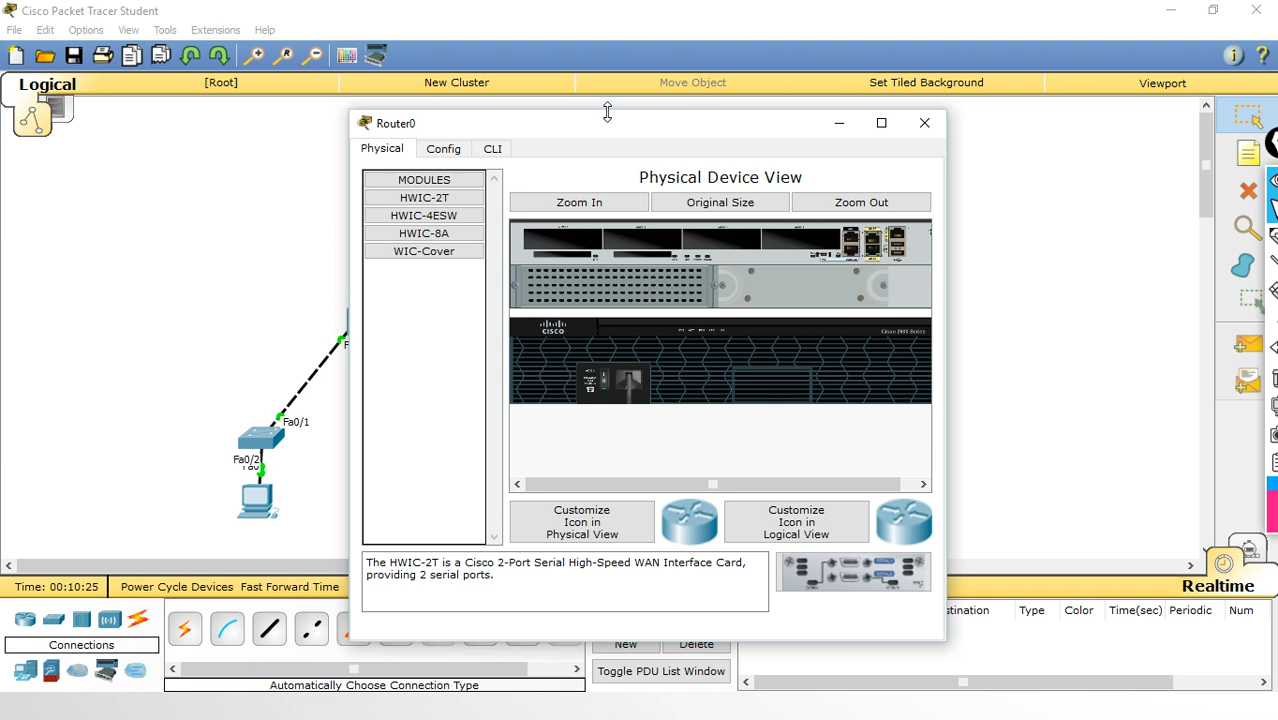 Cisco Packet Tracer Student
File Edit Options View Tools Extensions Help
Logical
[Root]
New Cluster
Move Object
Set Tiled Background
Viewport
Router0
Physical Config CLI
MODULES
HWIC-2T
HWIC-4ESW
HWIC-8A
WIC-Cover
Physical Device View
Zoom In
Original Size
Zoom Out
CISCO
Customize
Icon in
Physical View
Customize
Icon in
Logical View
The HWIC-2T is a Cisco 2-Port Serial High-Speed WAN Interface Card,
providing 2 serial ports.
Fa0/1
Fa0/2
Time: 00:10:25 Power Cycle Devices Fast Forward Time
Realtime
Connections
Automatically Choose Connection Type
New
Delete
Toggle PDU List Window
Type Color Time(sec) Periodic Num